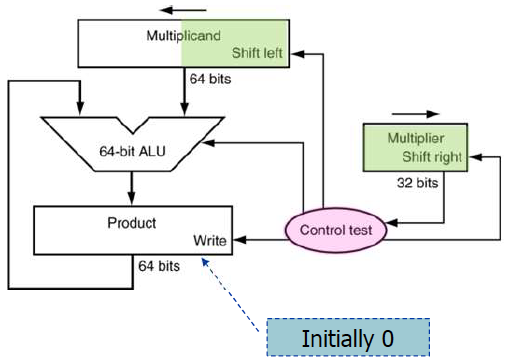 Multiplicand
Shift left
64 bits
64-bit ALU
Multiplier
Shift right
32 bits
Product
Write
Control test
64 bits
Initially 0